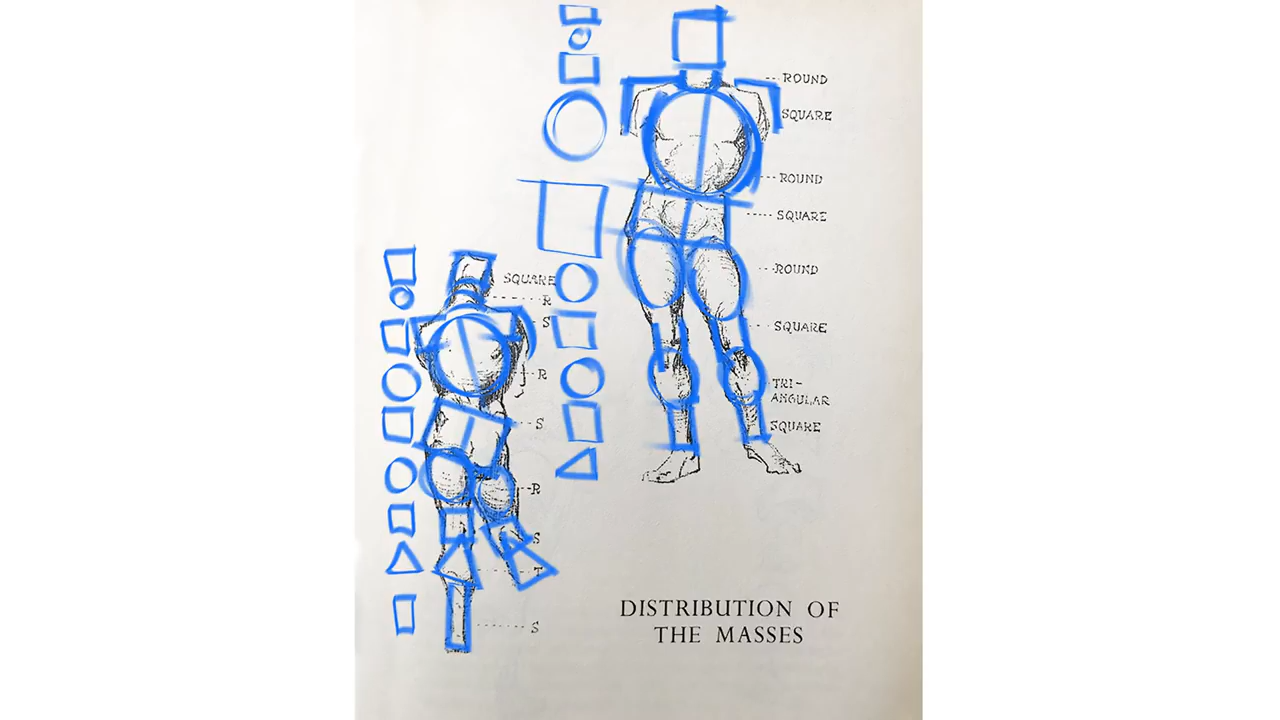 ROUND
SQUARE
ROUND
SQUARE
ROUND
SQUARE
TRI-
ANGULAR
SQUARE
SQUARE
R
S
R
S
R
S
T
S
DISTRIBUTION OF
THE MASSES